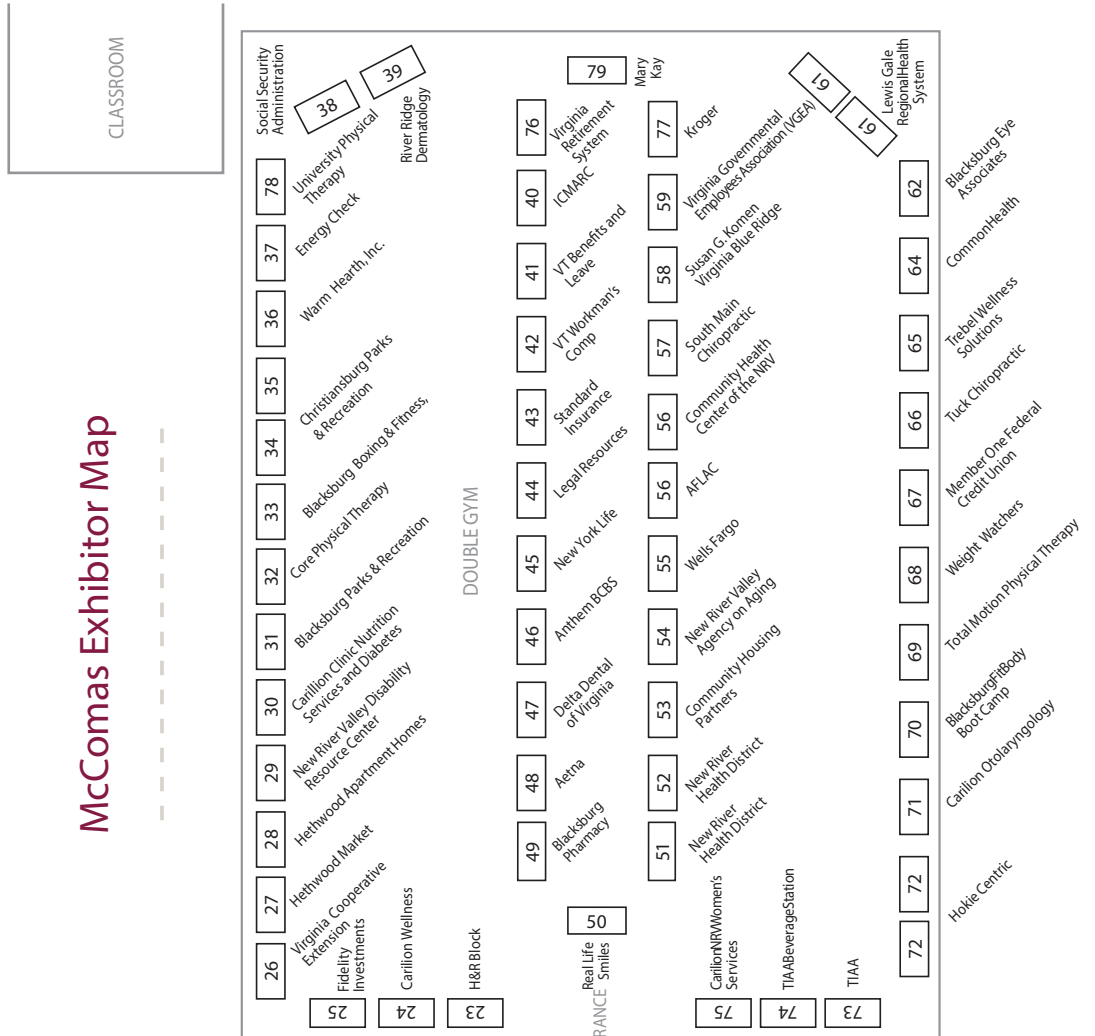 McComas Exhibitor Map
CLASSROOM
DOUBLE GYM
RANCE
Social Security
Administration
38
39
River Ridge
Dermatology
78
University Physical
Therapy
37
Energy Check
36
Warm Hearth, Inc.
35
34
Christiansburg Parks
& Recreation
33
Blacksburg Boxing & Fitness,
32
Core Physical Therapy
31
Blacksburg Parks & Recreation
30
Carillion Clinic Nutrition
Services and Diabetes
29
New River Valley Disability
Resource Center
28
Hethwood Apartment Homes
27
Hethwood Market
26
Virginia Cooperative
Extension
25
Fidelity
Investments
24
Carilion Wellness
23
H&R Block
79
Mary
Kay
76
Virginia
Retirement
System
40
ICMARC
41
VT Benefits and
Leave
42
VT Workman's
Comp
43
Standard
Insurance
44
Legal Resources
45
New York Life
46
Anthem BCBS
47
Delta Dental
of Virginia
48
Aetna
49
Blacksburg
Pharmacy
50
Real Life
Smiles
77
Kroger
59
Virginia Governmental
Employees Association (VGEA)
58
Susan G. Komen
Virginia Blue Ridge
57
South Main
Chiropractic
56
Community Health
Center of the NRV
56
AFLAC
55
Wells Fargo
54
New River Valley
Agency on Aging
53
Community Housing
Partners
52
New River
Health District
51
New River
Health District
75
CarilionNRVWomen's
Services
74
TIAABeverageStation
73
TIAA
61
61
Lewis Gale
RegionalHealth
System
62
Blacksburg Eye
Associates
64
CommonHealth
65
Trebel Wellness
Solutions
66
Tuck Chiropractic
67
Member One Federal
Credit Union
68
Weight Watchers
69
Total Motion Physical Therapy
70
BlacksburgFitBody
Boot Camp
71
Carilion Otolaryngology
72
72
Hokie Centric